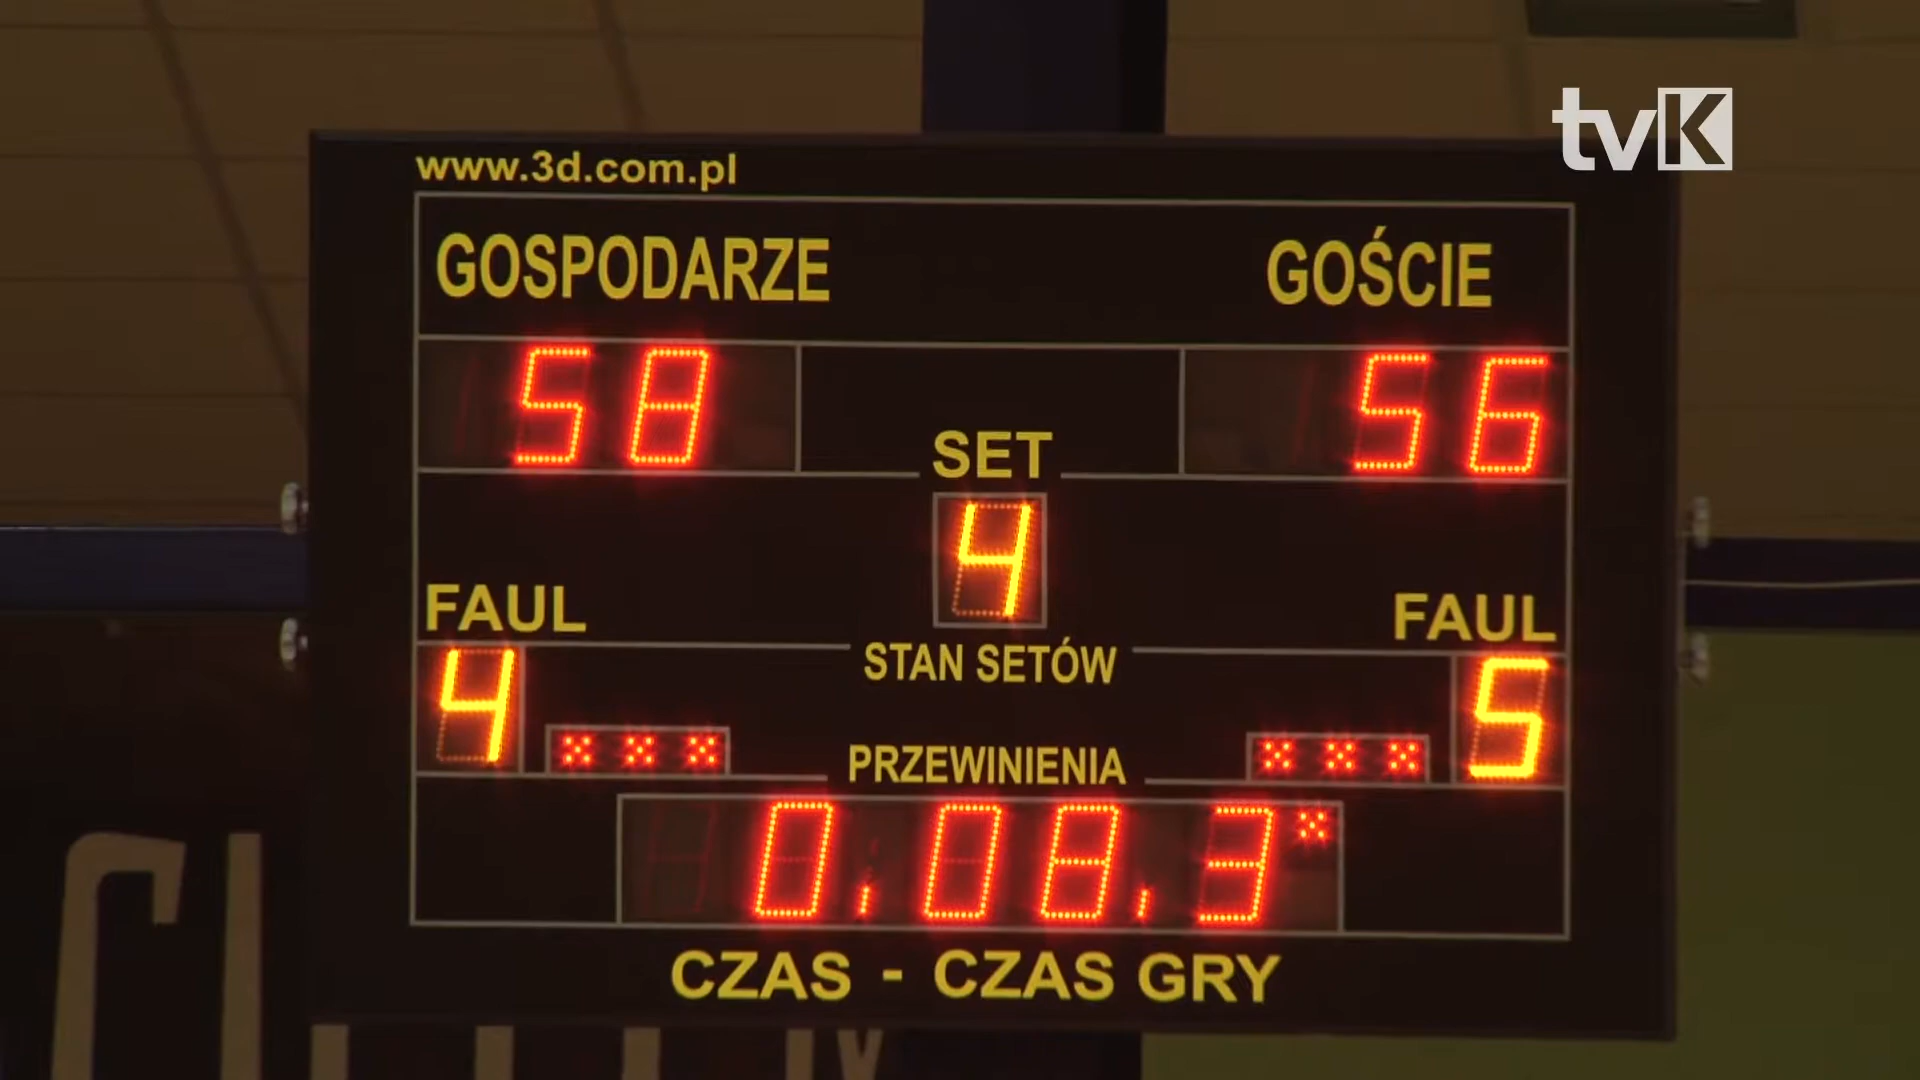 tvK
www.3d.com.pl
GOSPODARZE GOŚCIE
58 56
SET
4
FAUL FAUL
4 STAN SETÓW 5
PRZEWINIENIA
0.08.3
CZAS - CZAS GRY